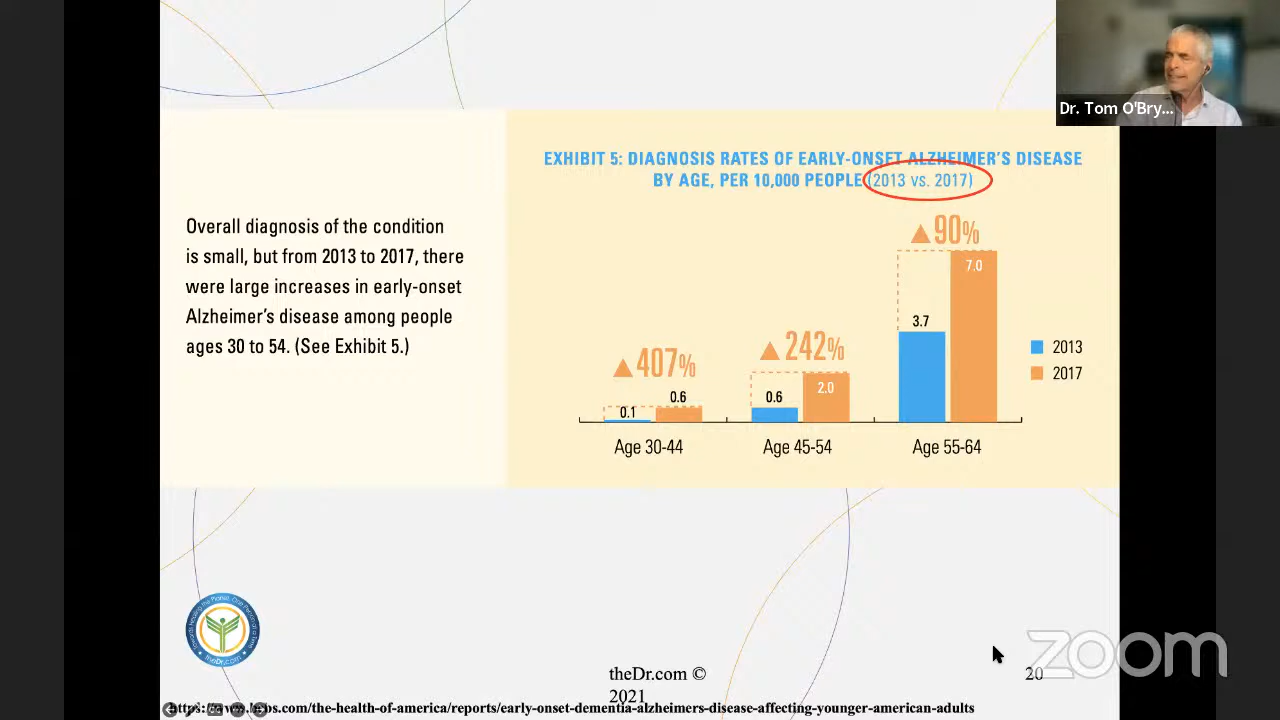 Dr. Tom O'Bry...
EXHIBIT 5: DIAGNOSIS RATES OF EARLY-ONSET ALZHEIMER'S DISEASE
BY AGE, PER 10,000 PEOPLE (2013 vs. 2017)
Overall diagnosis of the condition
is small, but from 2013 to 2017, there
were large increases in early-onset
Alzheimer's disease among people
ages 30 to 54. (See Exhibit 5.)
▲407%
▲242%
▲90%
0.1
0.6
0.6
2.0
3.7
7.0
2013
2017
Age 30-44
Age 45-54
Age 55-64
theDr.com
theDr.com ©
2021
20
zoom
/the-health-of-america/reports/early-onset-dementia-alzheimers-disease-affecting-younger-american-adults